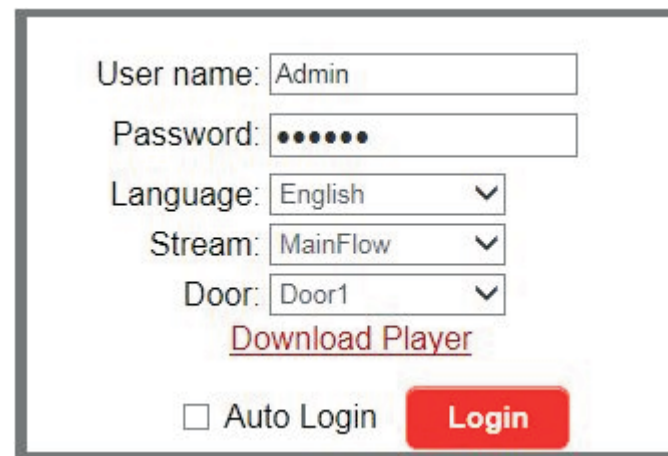 User name: Admin
Password: ●●●●●●
Language: English
Stream: MainFlow
Door: Door1
Download Player
Auto Login Login